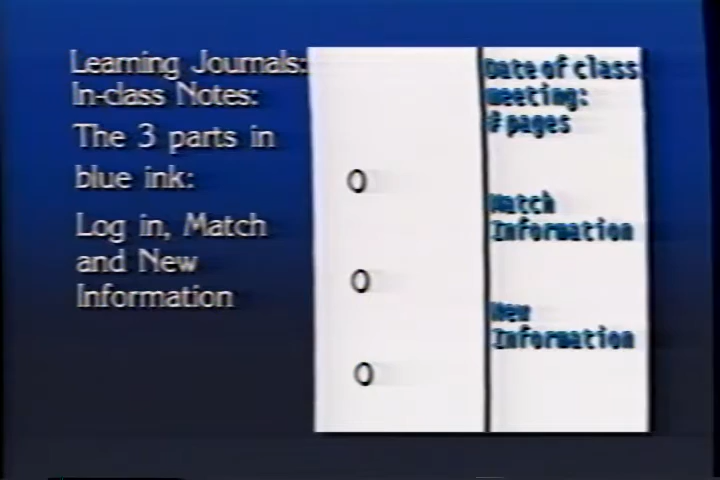 Learning Journals:
In-class Notes:
The 3 parts in
blue ink:
Log in, Match
and New
Information
Date of class
meeting:
# pages
Match
Information
New
Information